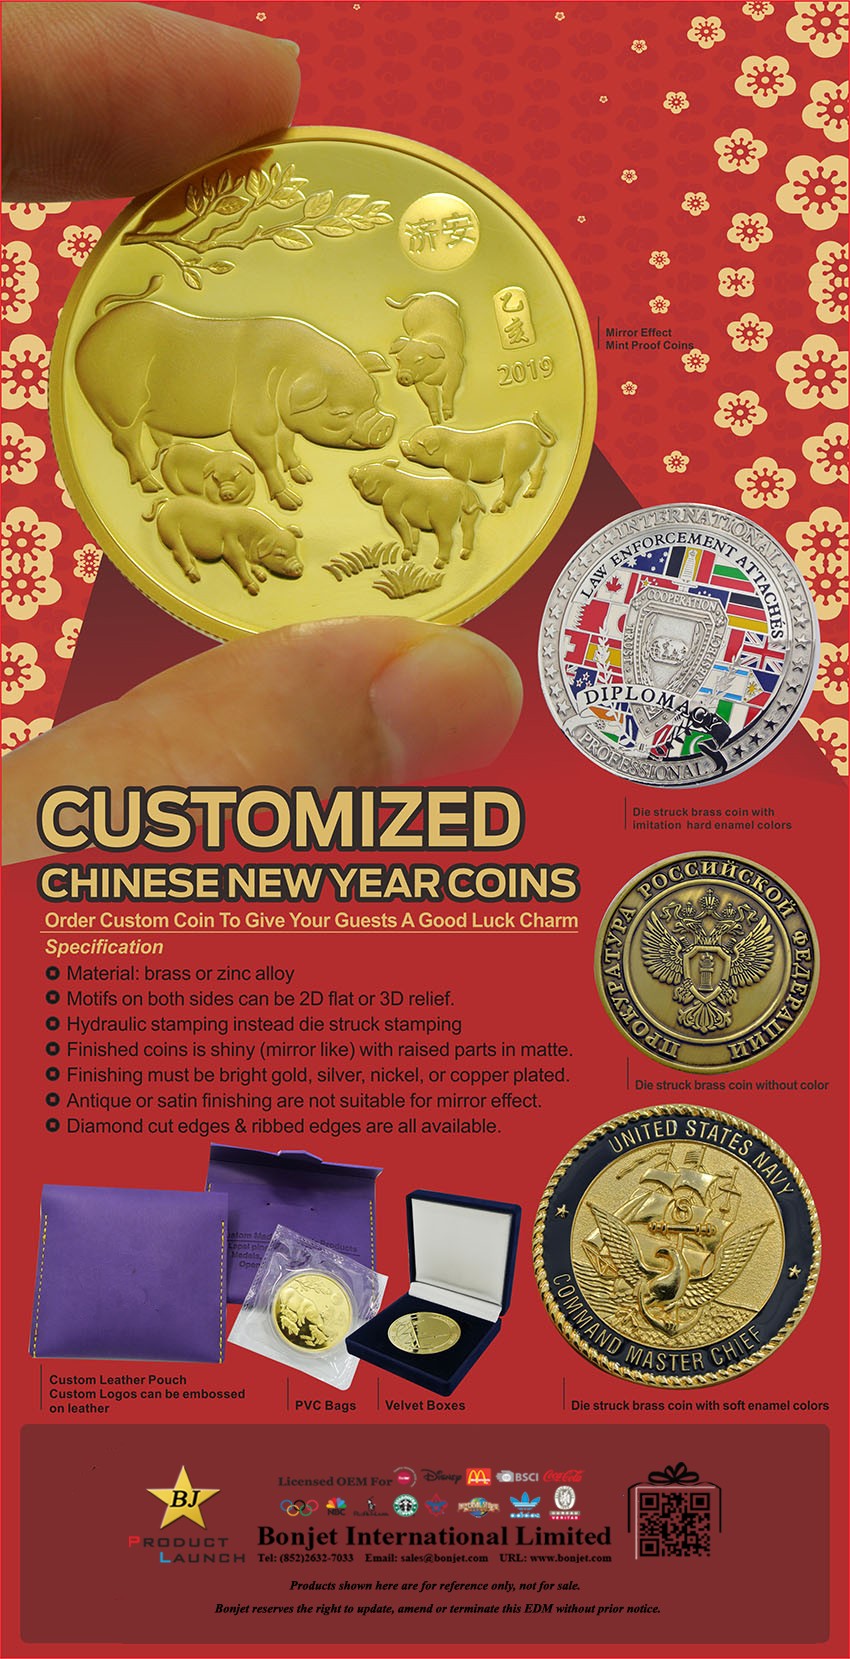 济安
乙
亥
2019
Mirror Effect
Mint Proof Coins
INTERNATIONAL
LAW ENFORCEMENT ATTACHÉS
COOPERATION
TRUST
DIPLOMACY
PROFESSIONAL
Die struck brass coin with
imitation hard enamel colors
CUSTOMIZED
CHINESE NEW YEAR COINS
Order Custom Coin To Give Your Guests A Good Luck Charm
Specification
Material: brass or zinc alloy
Motifs on both sides can be 2D flat or 3D relief.
Hydraulic stamping instead die struck stamping
Finished coins is shiny (mirror like) with raised parts in matte.
Finishing must be bright gold, silver, nickel, or copper plated.
Antique or satin finishing are not suitable for mirror effect.
Diamond cut edges & ribbed edges are all available.
ПРОКУРАТУРА РОССИЙСКОЙ ФЕДЕРАЦИИ
Die struck brass coin without color
UNITED STATES NAVY
COMMAND MASTER CHIEF
Die struck brass coin with soft enamel colors
Custom Leather Pouch
Custom Logos can be embossed
on leather
PVC Bags
Velvet Boxes
BJ
PRODUCT
LAUNCH
Licensed OEM For
Disney
BSCI
Coca-Cola
NBC
adidas
Bonjet International Limited
Tel: (852)2632-7033 Email: sales@bonjet.com URL: www.bonjet.com
Products shown here are for reference only, not for sale.
Bonjet reserves the right to update, amend or terminate this EDM without prior notice.